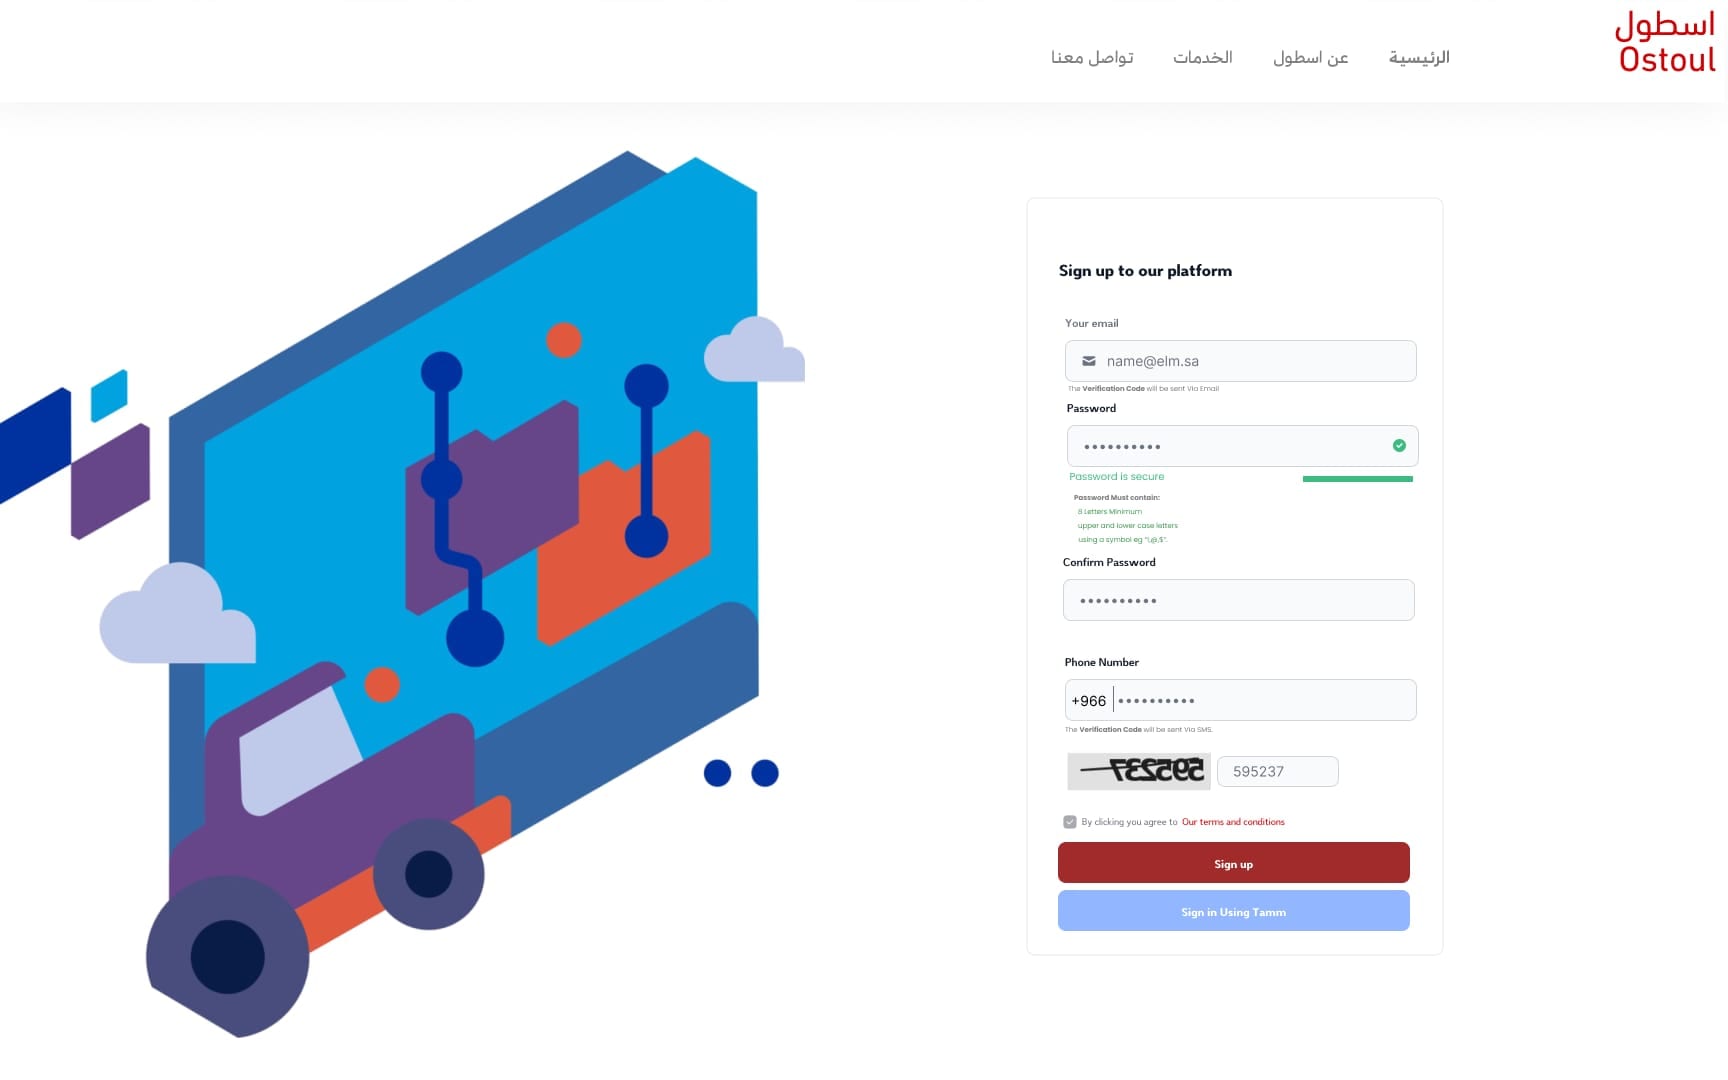 اسطول
Ostoul
الرئيسية
عن اسطول
الخدمات
تواصل معنا
Sign up to our platform
Your email
name@elm.sa
The Verification Code will be sent Via Email
Password
••••••••••
Password is secure
Password Must contain:
8 Letters Minimum
upper and lower case letters
using a symbol eg "!,@,$".
Confirm Password
••••••••••
Phone Number
+966 ••••••••••
The Verification Code will be sent Via SMS.
595237
By clicking you agree to Our terms and conditions
Sign up
Sign in Using Tamm